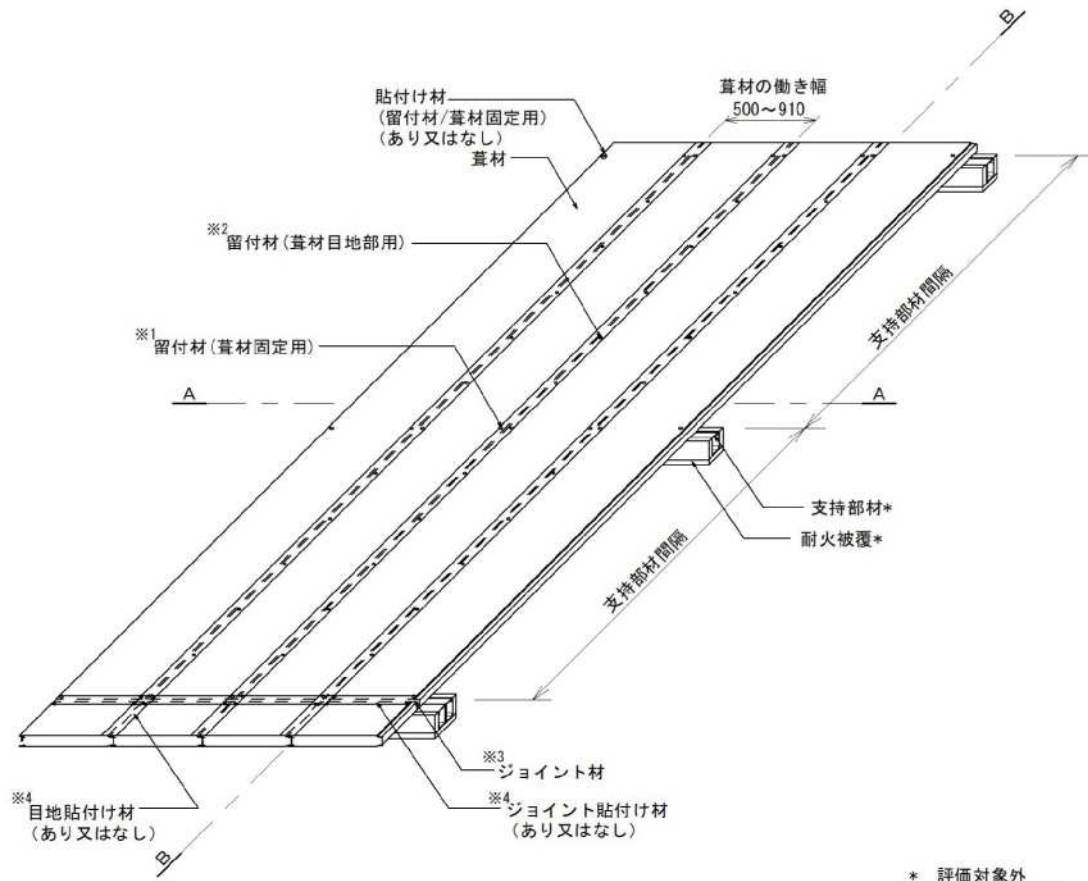 B
葺材の働き幅
500～910
貼付け材
(留付材/葺材固定用)
(あり又はなし)
葺材
※2 留付材(葺材目地部用)
支持部材間隔
※1 留付材(葺材固定用)
A
A
支持部材*
耐火被覆*
支持部材間隔
※3 ジョイント材
※4 目地貼付け材
(あり又はなし)
※4 ジョイント貼付け材
(あり又はなし)
B
* 評価対象外